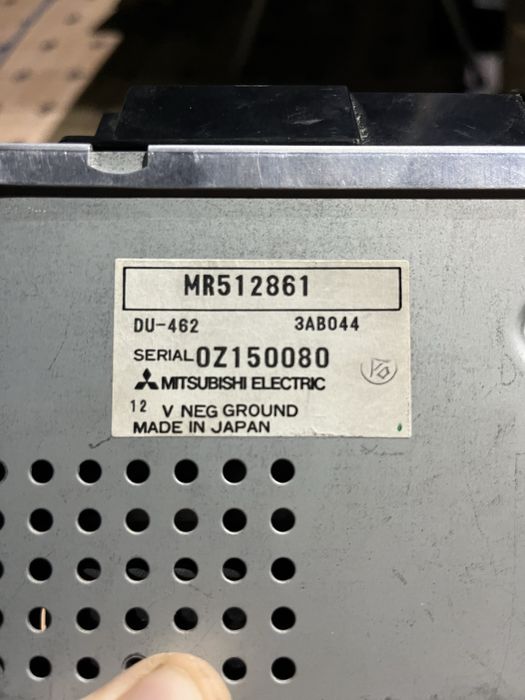 MR512861
DU-462 3AB044
SERIAL 0Z150080
MITSUBISHI ELECTRIC
12 V NEG GROUND
MADE IN JAPAN